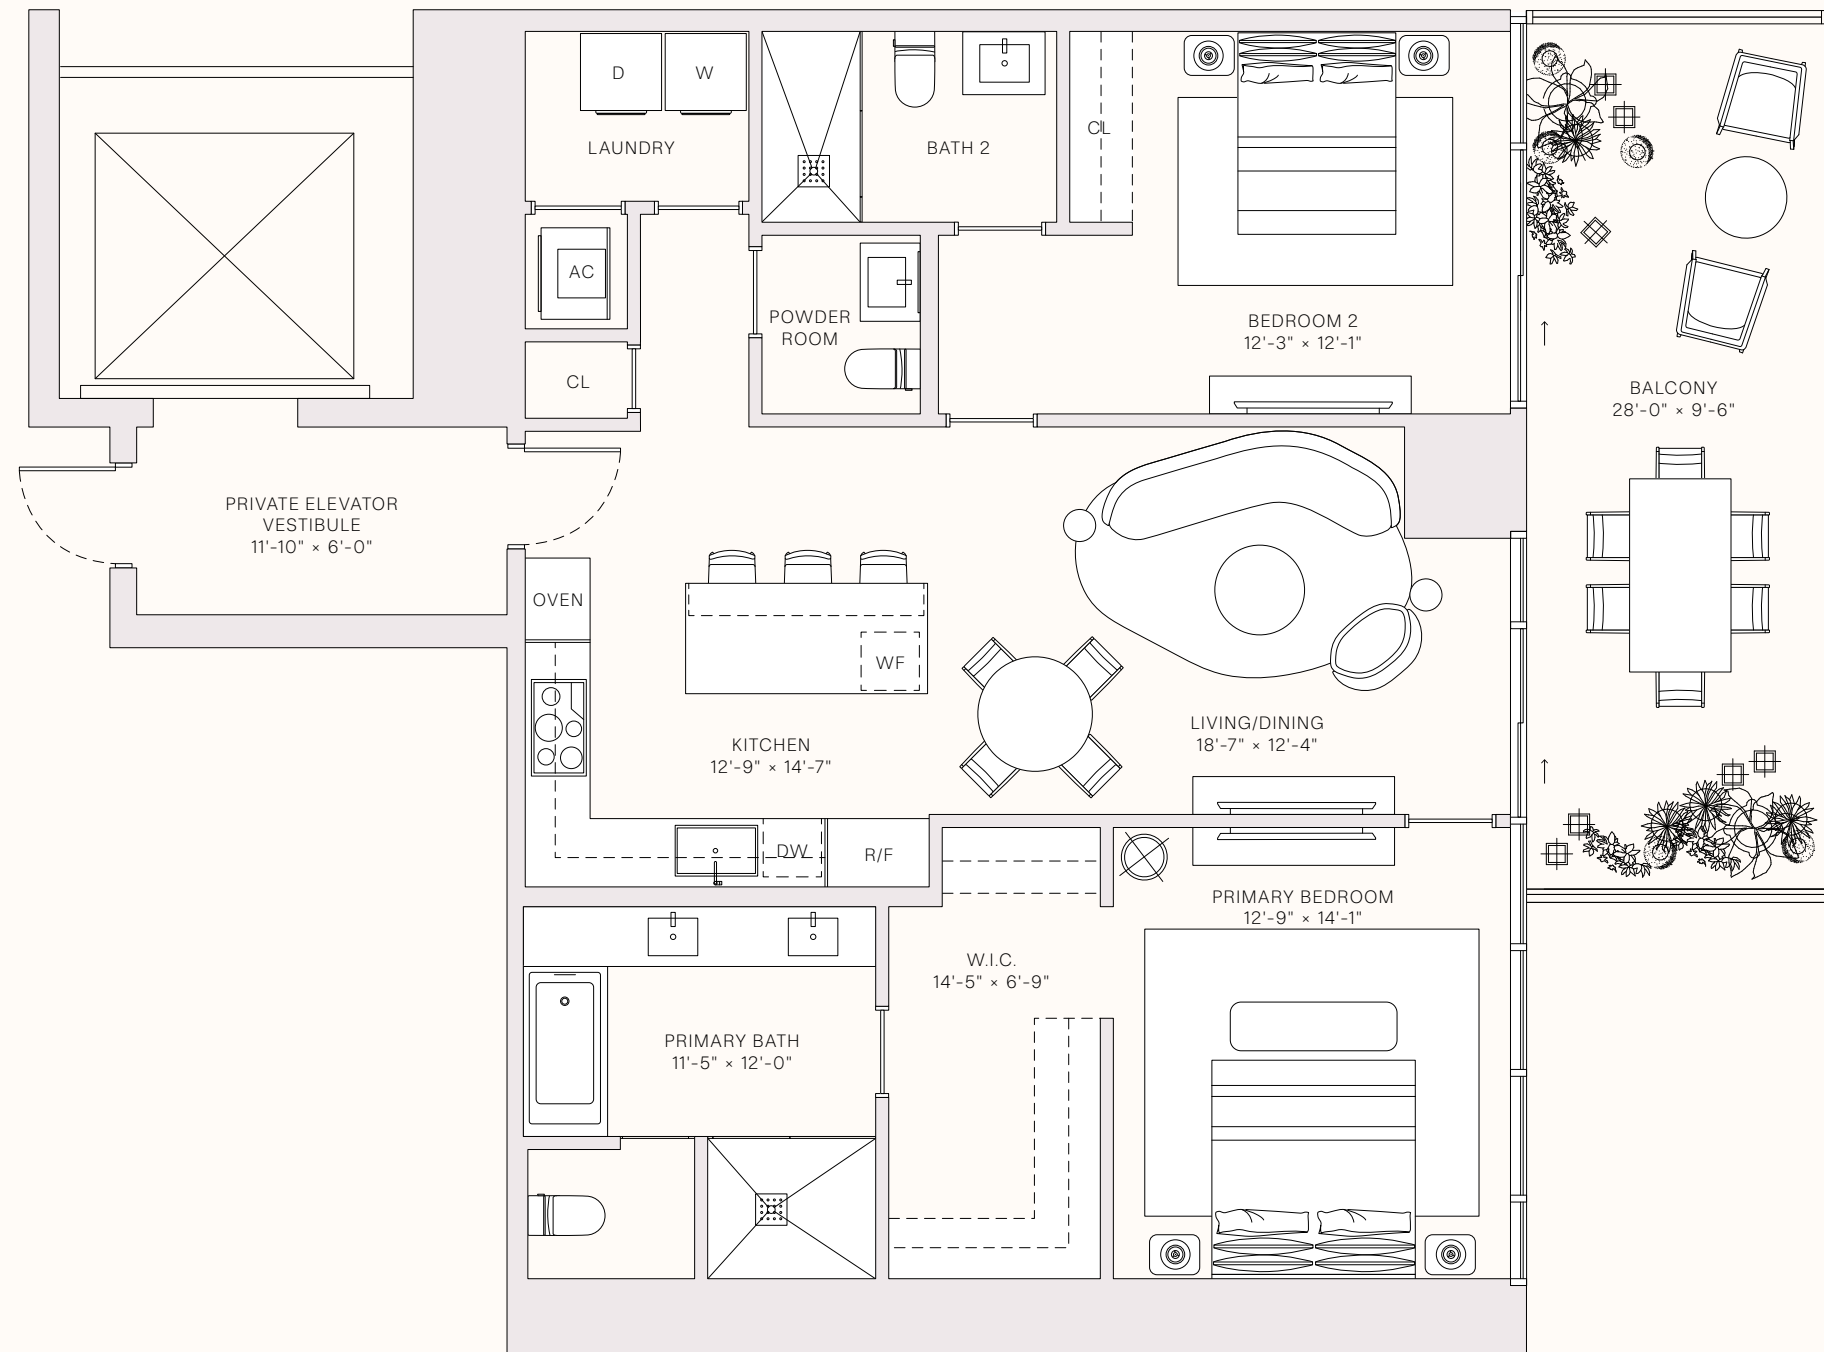 D
W
LAUNDRY
BATH 2
CL
AC
POWDER
ROOM
CL
BEDROOM 2
12'-3" × 12'-1"
BALCONY
28'-0" × 9'-6"
PRIVATE ELEVATOR
VESTIBULE
11'-10" × 6'-0"
OVEN
WF
KITCHEN
12'-9" × 14'-7"
LIVING/DINING
18'-7" × 12'-4"
DW
R/F
PRIMARY BEDROOM
12'-9" × 14'-1"
W.I.C.
14'-5" × 6'-9"
PRIMARY BATH
11'-5" × 12'-0"